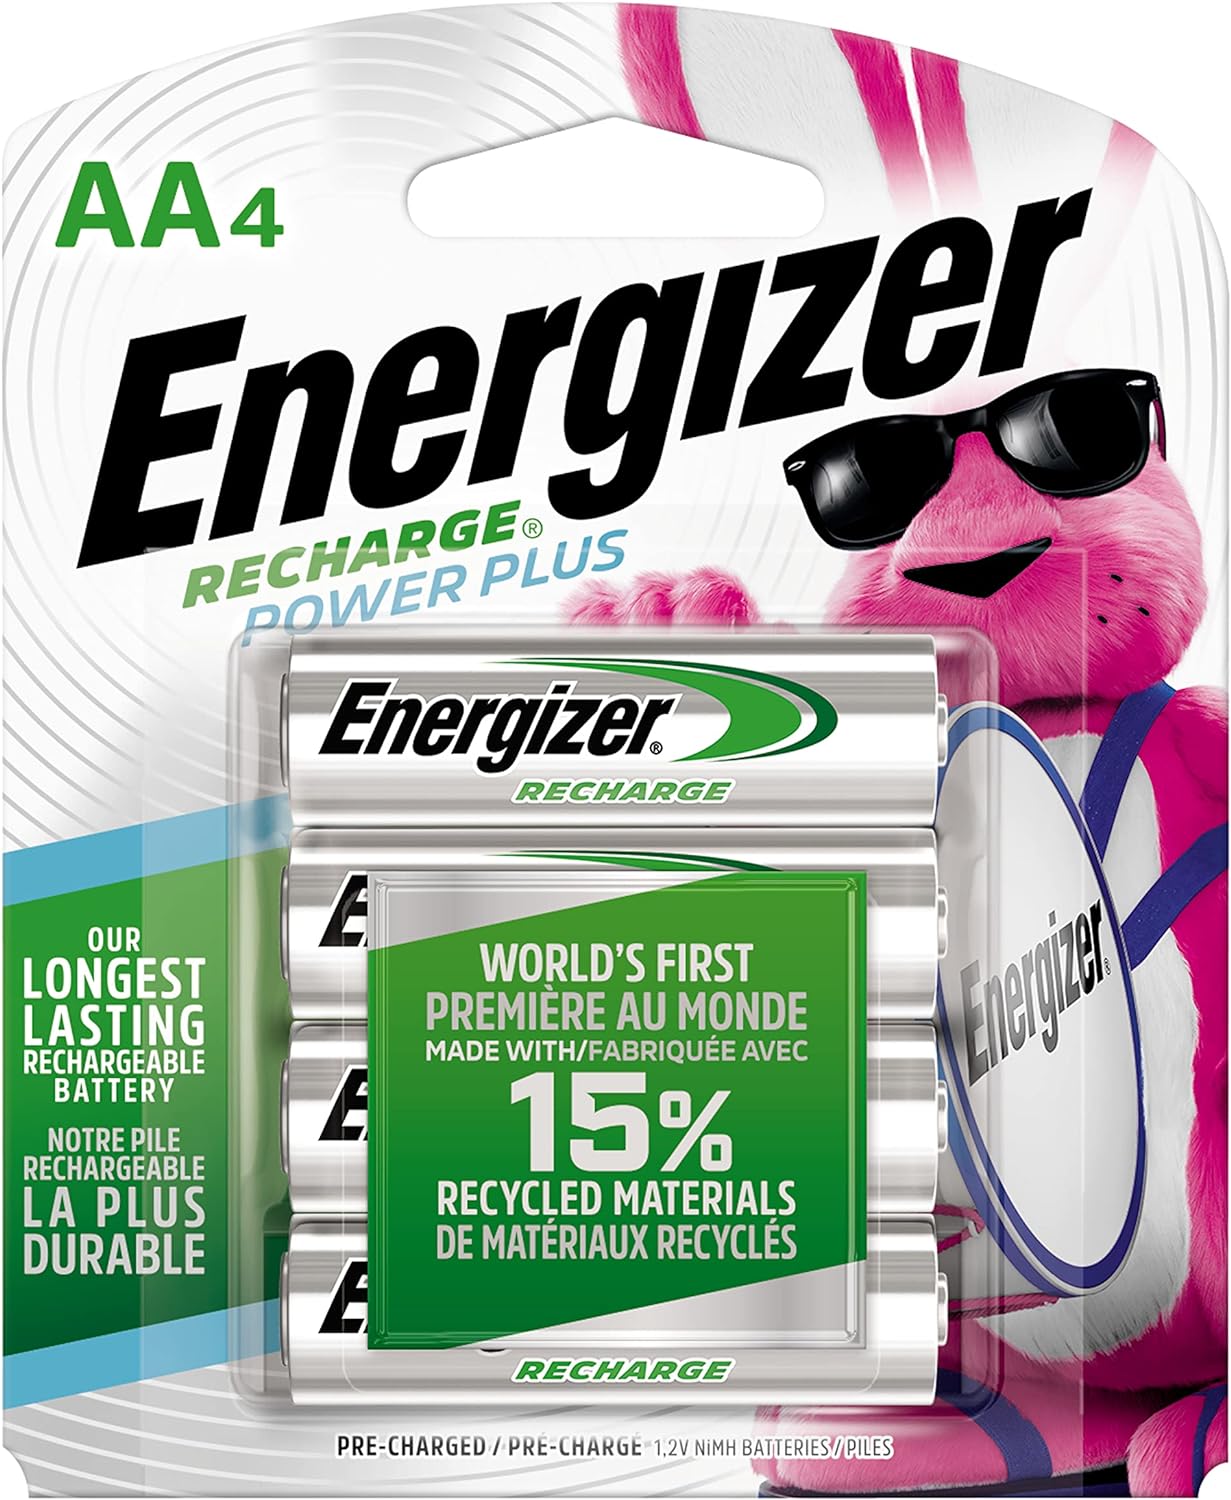 AA4
Energizer
RECHARGE®
POWER PLUS
Energizer®
RECHARGE
OUR
LONGEST
LASTING
RECHARGEABLE
BATTERY
NOTRE PILE
RECHARGEABLE
LA PLUS
DURABLE
E
E
E
WORLD'S FIRST
PREMIÈRE AU MONDE
MADE WITH/FABRIQUÉE AVEC
15%
RECYCLED MATERIALS
DE MATÉRIAUX RECYCLÉS
RECHARGE
Energizer®
PRE-CHARGED / PRÉ-CHARGÉ 1,2V NiMH BATTERIES/PILES